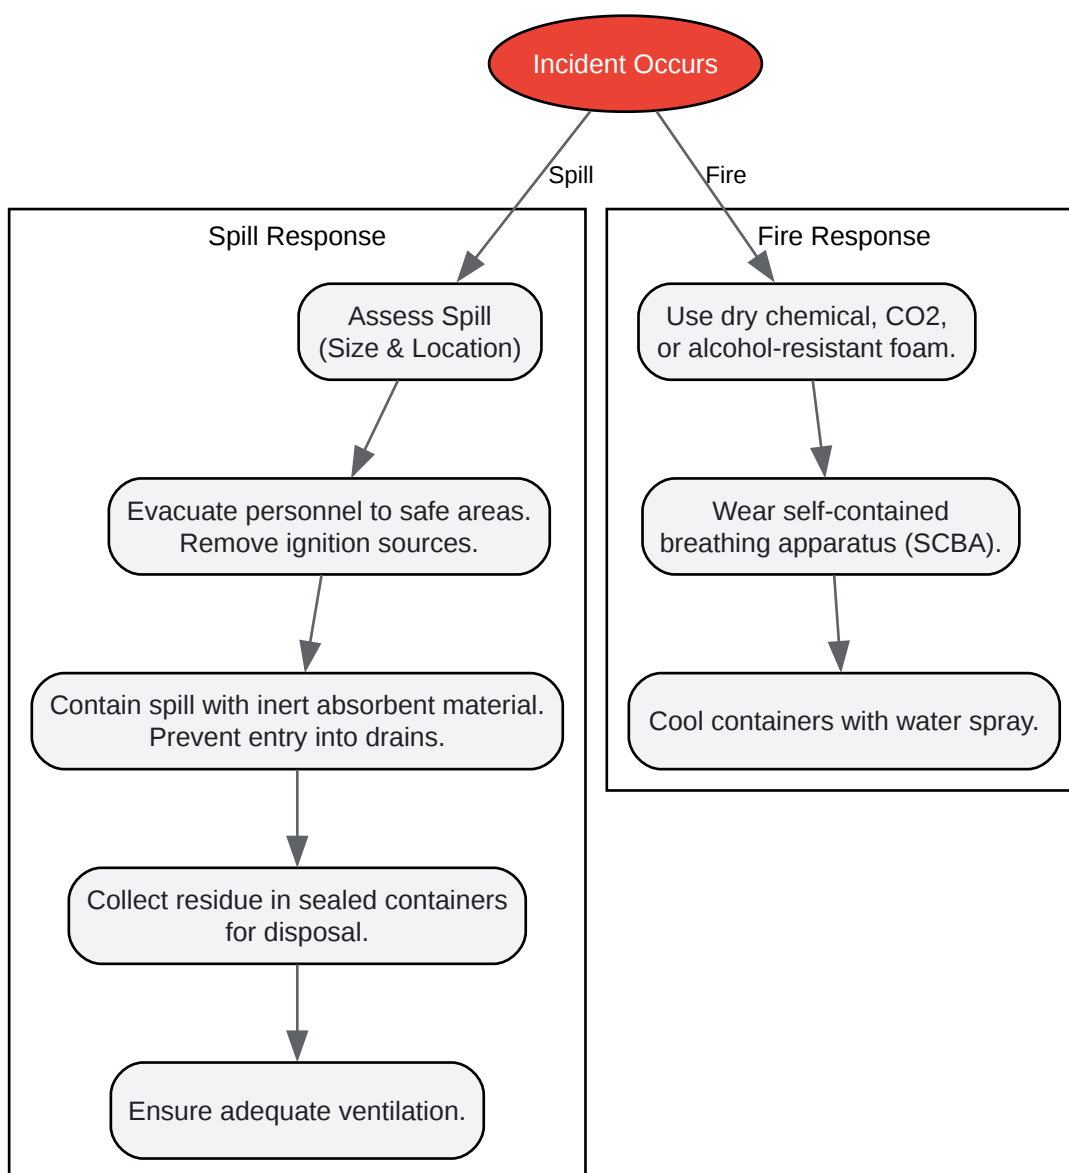 Incident Occurs
Spill
Fire
Spill Response
Assess Spill
(Size & Location)
Evacuate personnel to safe areas.
Remove ignition sources.
Contain spill with inert absorbent material.
Prevent entry into drains.
Collect residue in sealed containers
for disposal.
Ensure adequate ventilation.
Fire Response
Use dry chemical, CO2,
or alcohol-resistant foam.
Wear self-contained
breathing apparatus (SCBA).
Cool containers with water spray.